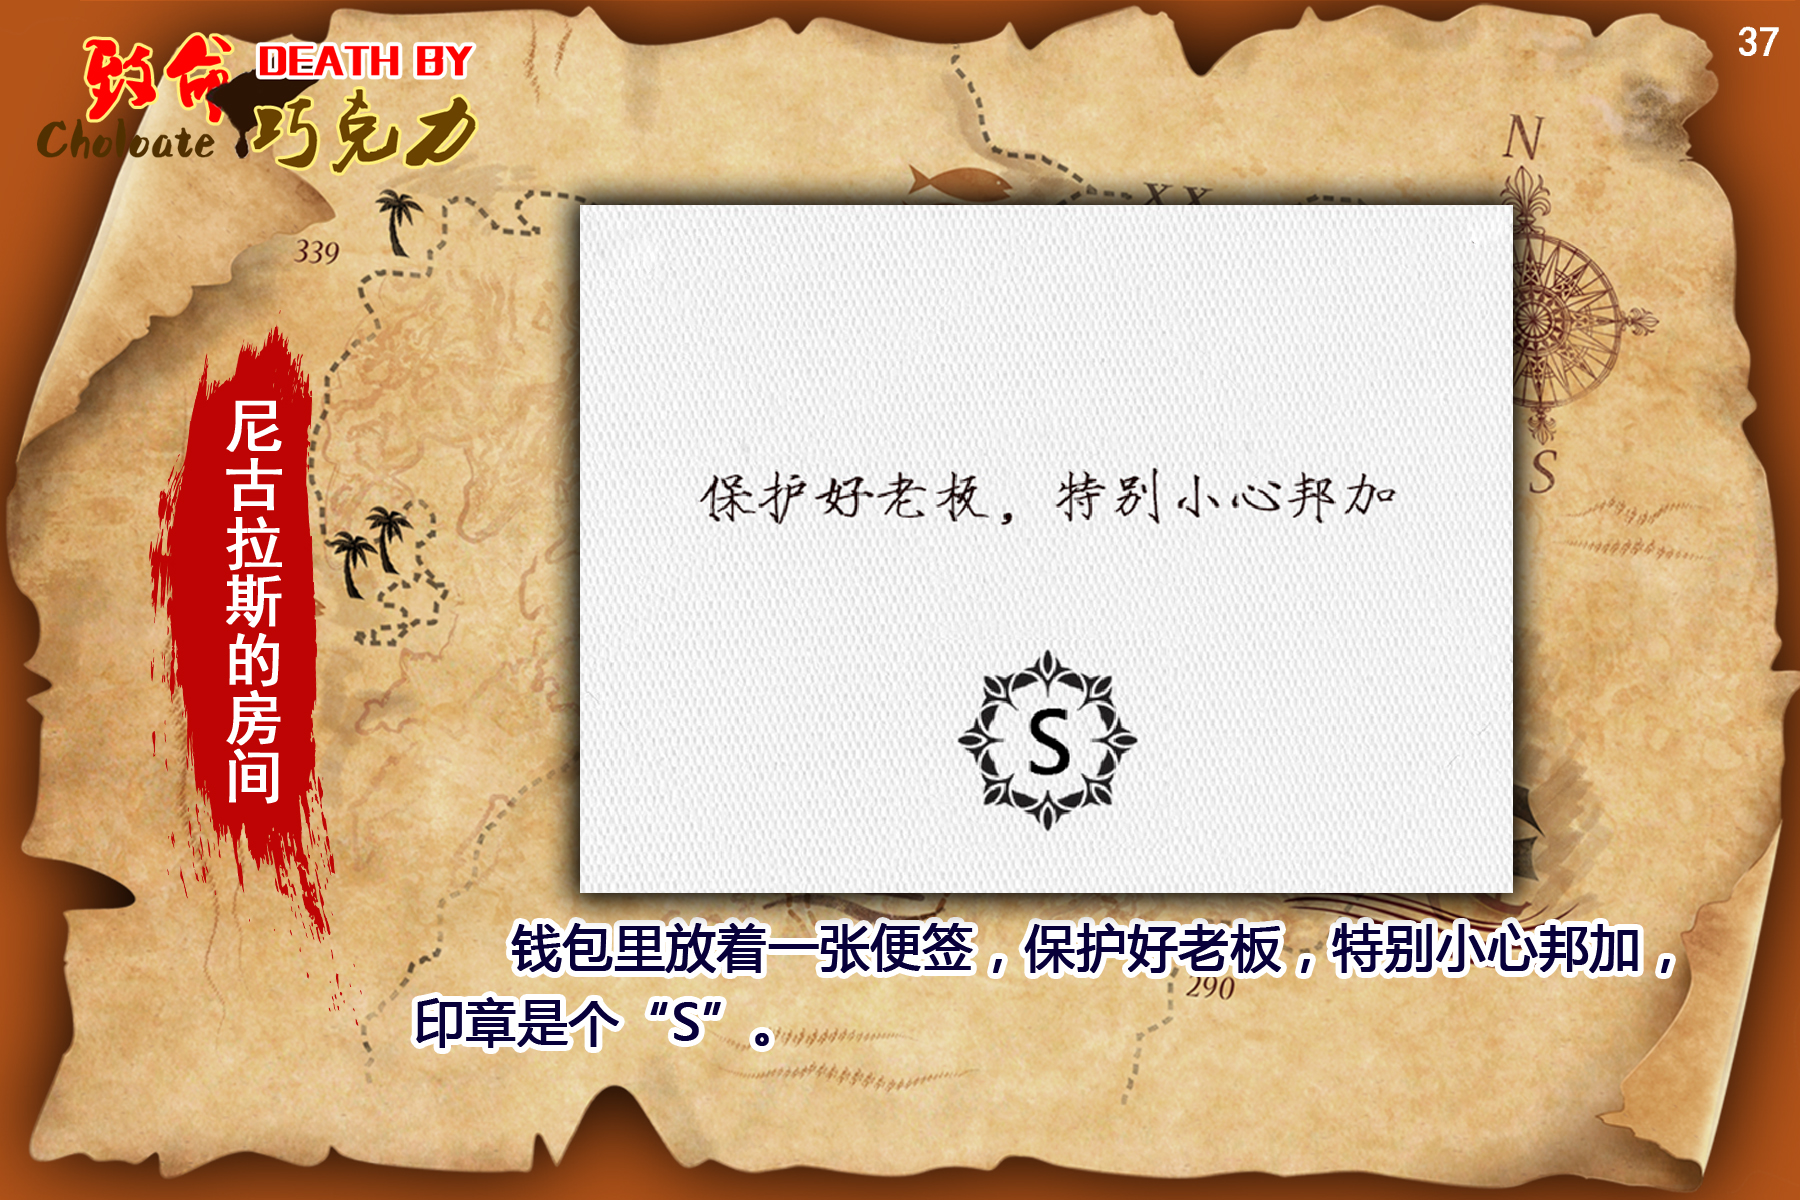 37
致命 DEATH BY
Choloate 巧克力
N
339
尼古拉斯的房间
保护好老板，特别小心邦加
S
S
钱包里放着一张便签，保护好老板，特别小心邦加，
290
印章是个“S”。